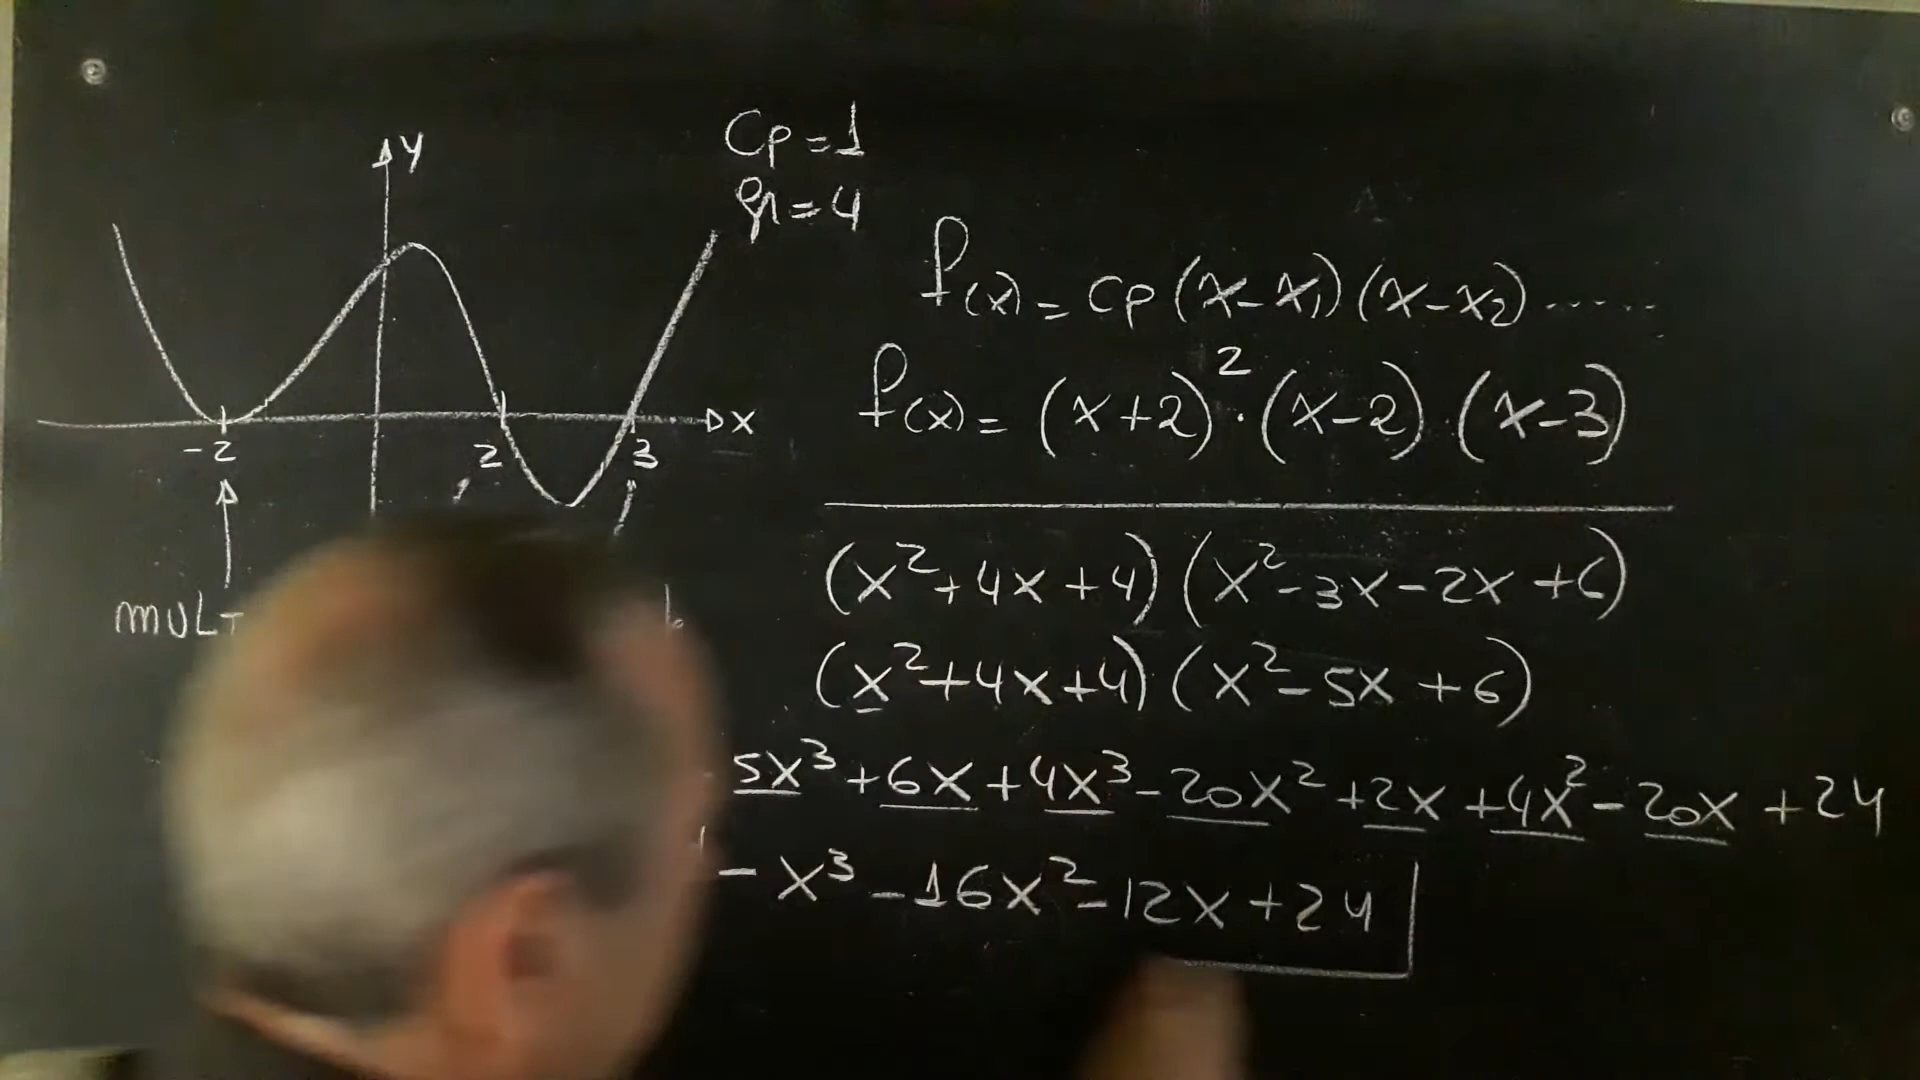 Cp=1
gr=4
y
x
-2
2
3
MULT
f(x) = Cp(x-x₁)(x-x₂)......
f(x) = (x+2)²·(x-2)·(x-3)
(x²+4x+4)(x²-3x-2x+6)
(x²+4x+4)(x²-5x+6)
5x³+6x+4x³-20x²+2x+4x²-20x+24
-x³-16x²-12x+24